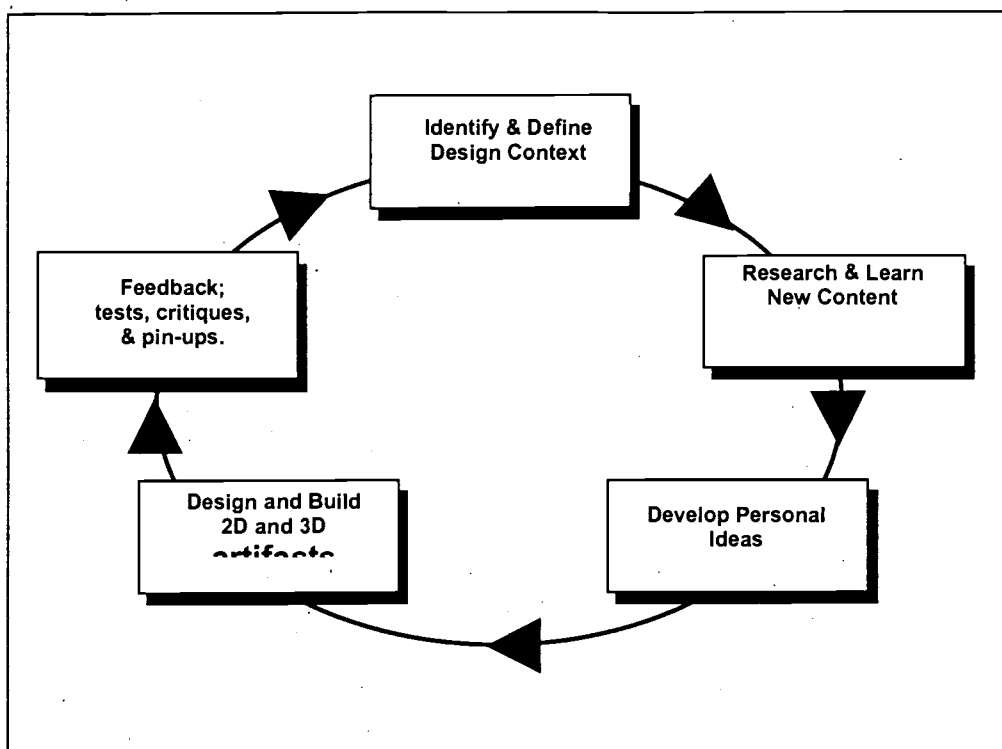 Identify & Define
Design Context
Research & Learn
New Content
Develop Personal
Ideas
Design and Build
2D and 3D
artifacts
Feedback;
tests, critiques,
& pin-ups.